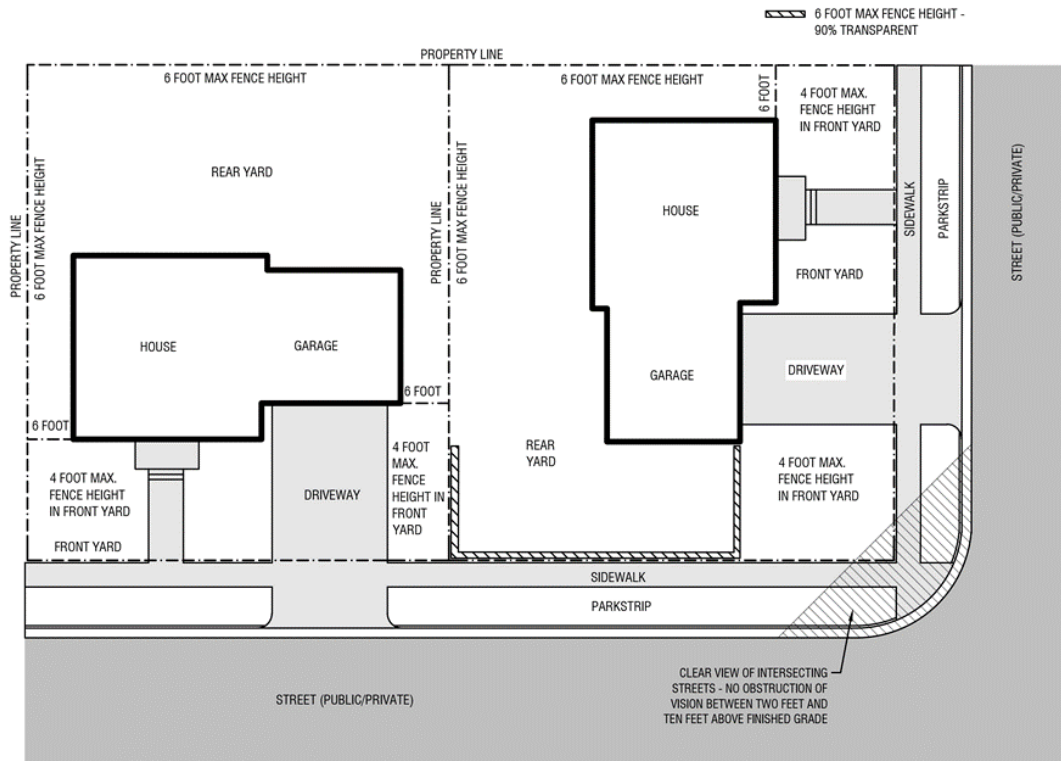 6 FOOT MAX FENCE HEIGHT -
90% TRANSPARENT
PROPERTY LINE
6 FOOT MAX FENCE HEIGHT
6 FOOT MAX FENCE HEIGHT
6 FOOT
4 FOOT MAX.
FENCE HEIGHT
IN FRONT YARD
REAR YARD
PROPERTY LINE
6 FOOT MAX FENCE HEIGHT
PROPERTY LINE
6 FOOT MAX FENCE HEIGHT
HOUSE
SIDEWALK
PARKSTRIP
STREET (PUBLIC/PRIVATE)
FRONT YARD
HOUSE
GARAGE
GARAGE
DRIVEWAY
6 FOOT
6 FOOT
4 FOOT MAX.
FENCE HEIGHT
IN FRONT YARD
FRONT YARD
DRIVEWAY
4 FOOT
MAX.
FENCE
HEIGHT IN
FRONT
YARD
REAR
YARD
4 FOOT MAX.
FENCE HEIGHT
IN FRONT YARD
SIDEWALK
PARKSTRIP
CLEAR VIEW OF INTERSECTING
STREETS - NO OBSTRUCTION OF
VISION BETWEEN TWO FEET AND
TEN FEET ABOVE FINISHED GRADE
STREET (PUBLIC/PRIVATE)